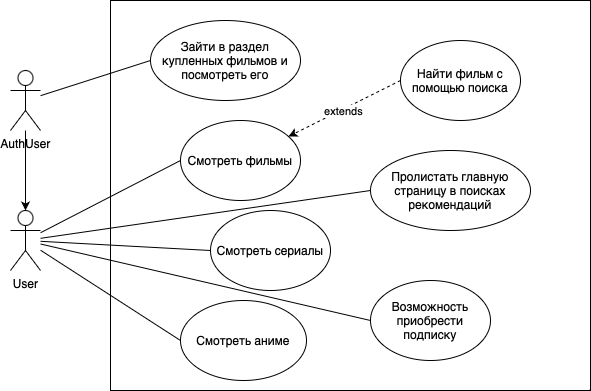 Зайти в раздел
купленных фильмов и
посмотреть его
Найти фильм с
помощью поиска
extends
AuthUser
Смотреть фильмы
Пролистать главную
страницу в поисках
рекомендаций
Смотреть сериалы
User
Возможность
приобрести
подписку
Смотреть аниме